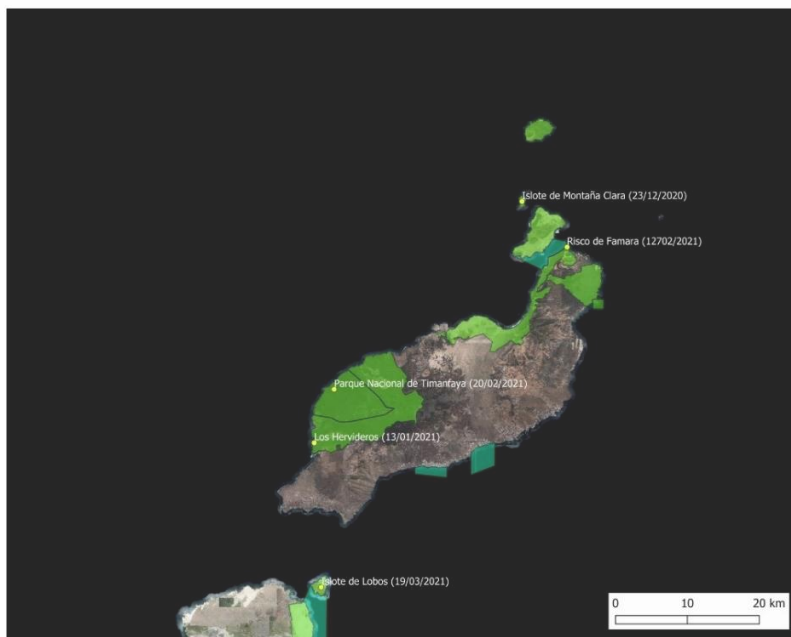 Islote de Montaña Clara (23/12/2020)
Risco de Famara (12702/2021)
Parque Nacional de Timanfaya (20/02/2021)
Los Hervideros (13/01/2021)
Islote de Lobos (19/03/2021)
0 10 20 km